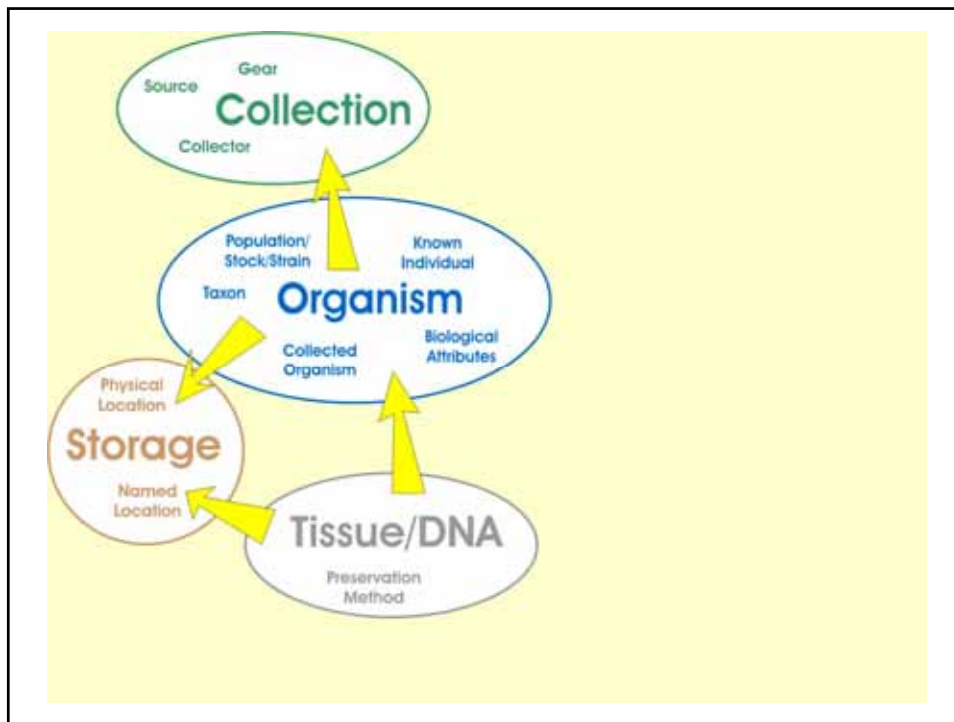 Gear
Source
Collection
Collector
Population/
Stock/Strain
Known
Individual
Taxon
Organism
Collected
Organism
Biological
Attributes
Physical
Location
Storage
Named
Location
Tissue/DNA
Preservation
Method